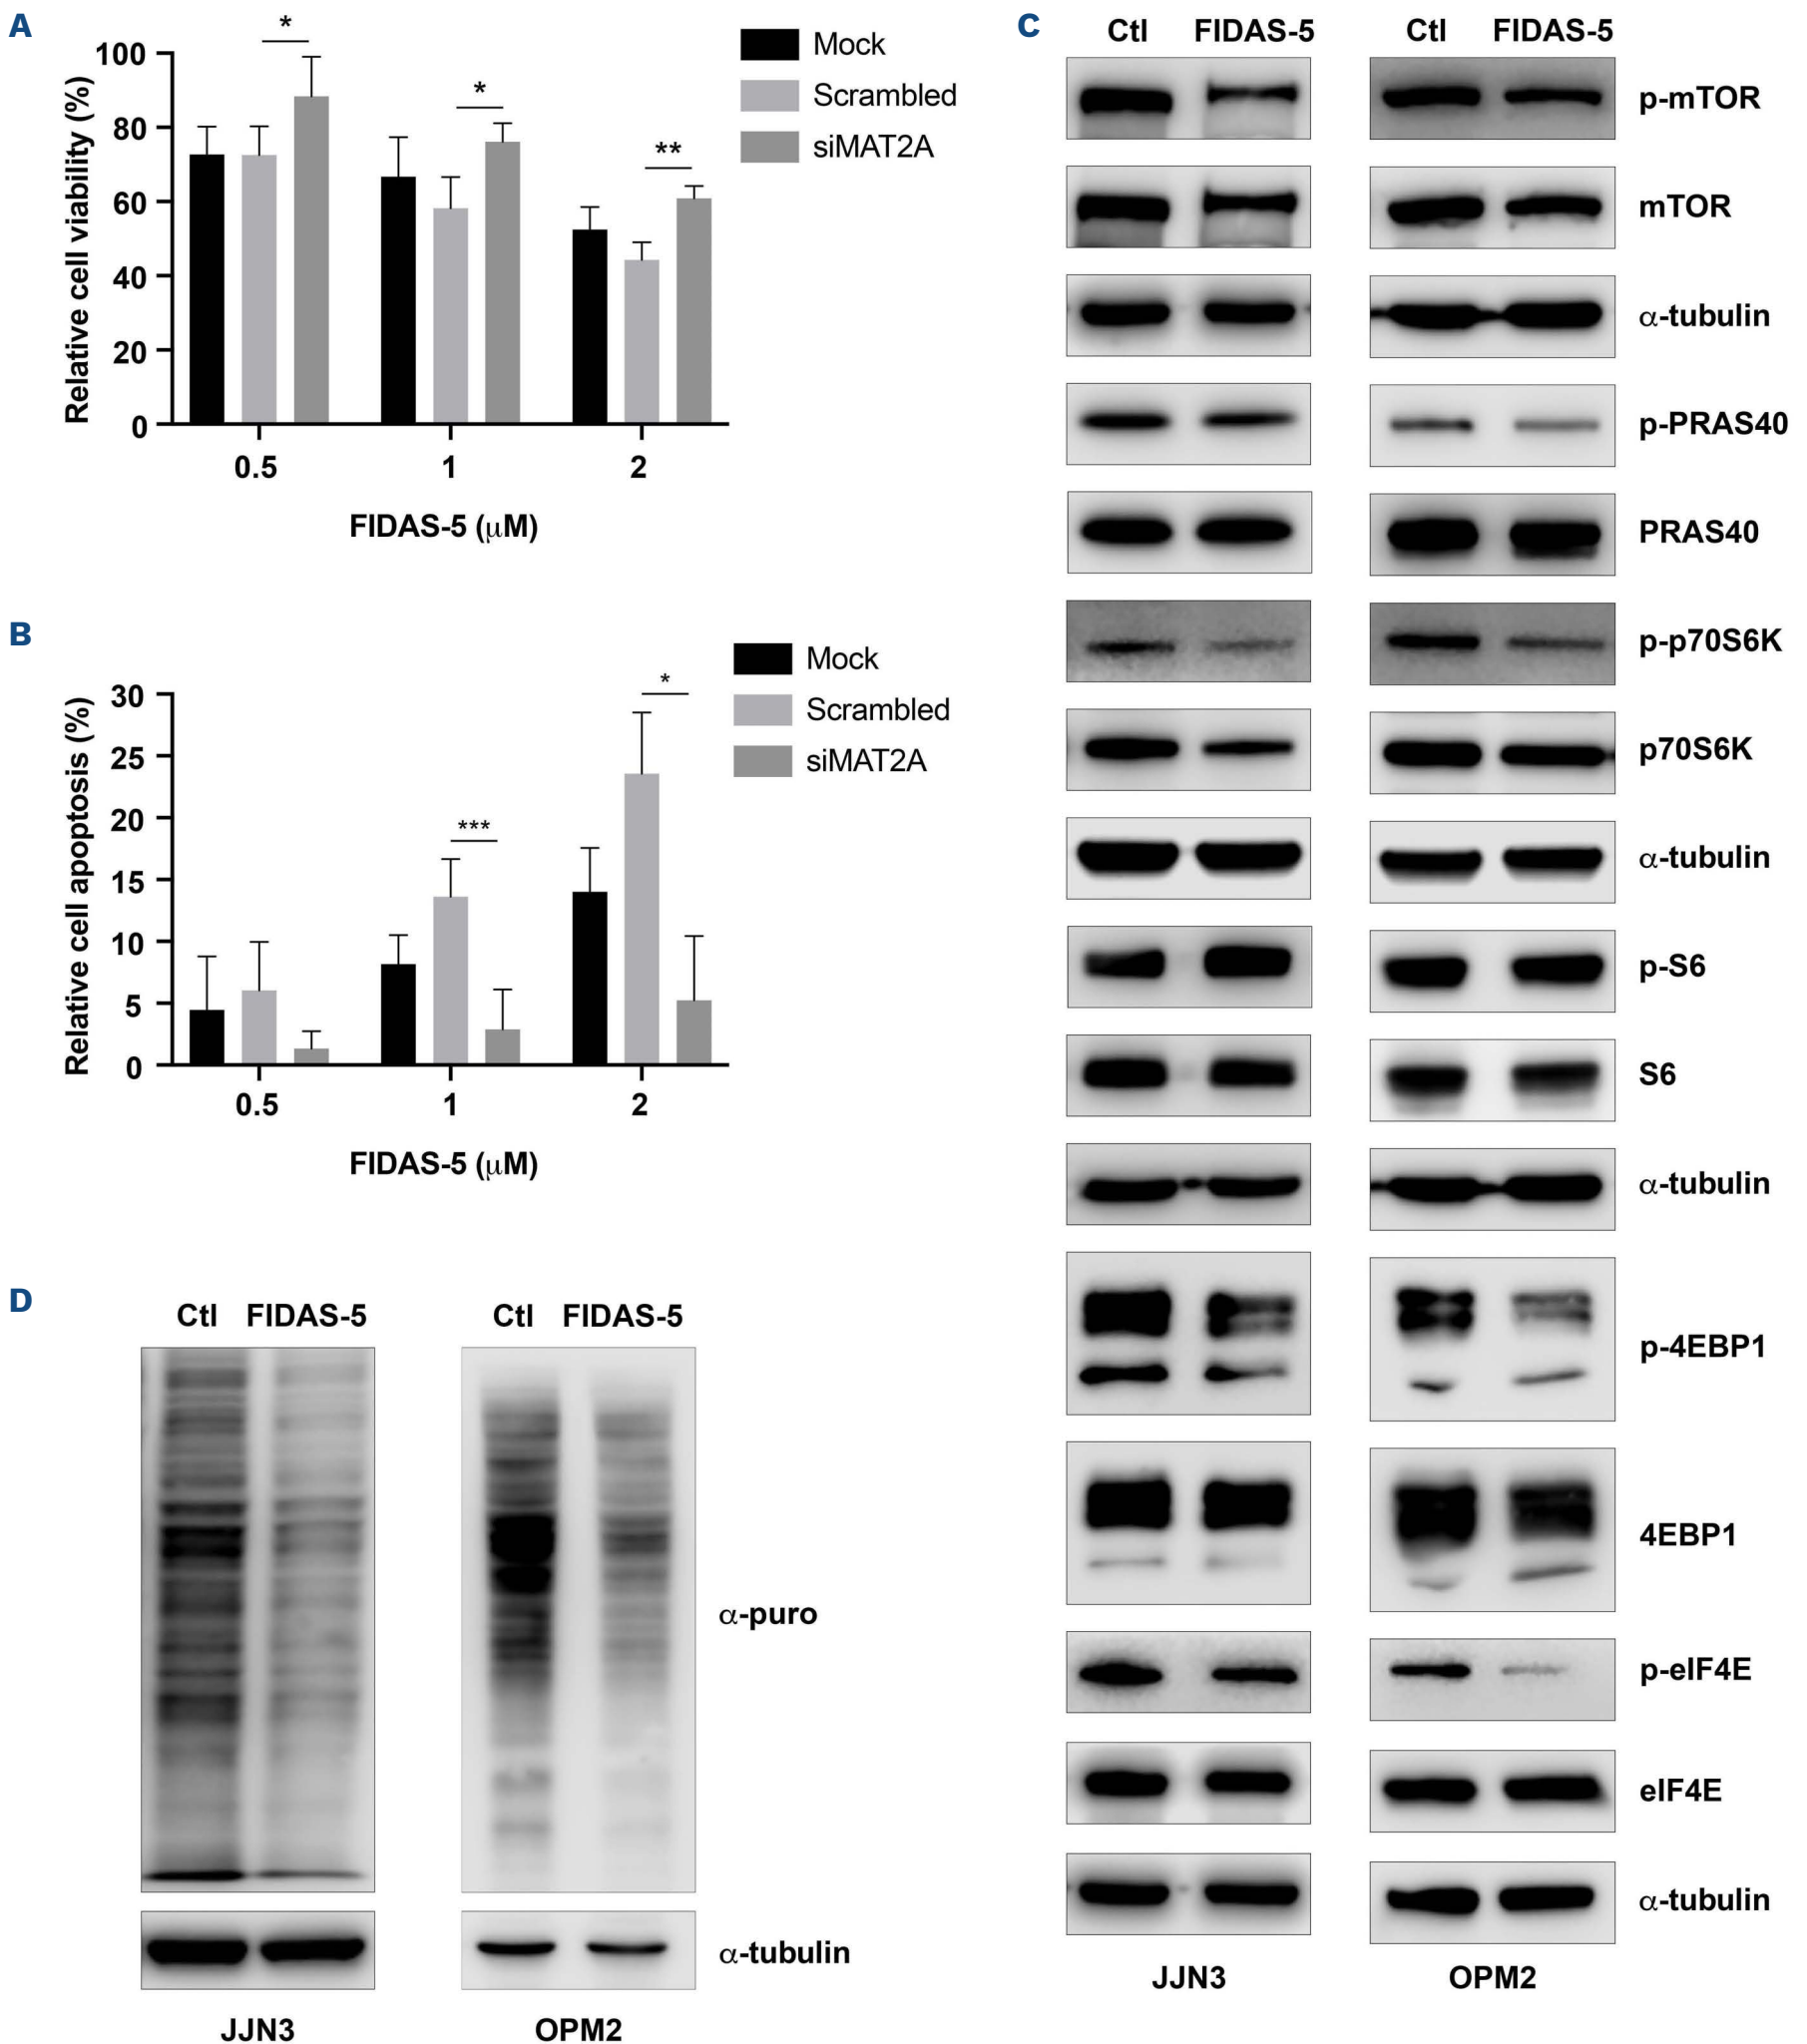 A
*
*
**
Mock
Scrambled
siMAT2A
Relative cell viability (%)
100
80
60
40
20
0
0.5 1 2
FIDAS-5 (μM)
B
***
*
Mock
Scrambled
siMAT2A
Relative cell apoptosis (%)
30
25
20
15
10
5
0
0.5 1 2
FIDAS-5 (μM)
C
Ctl FIDAS-5 Ctl FIDAS-5
p-mTOR
mTOR
α-tubulin
p-PRAS40
PRAS40
p-p70S6K
p70S6K
α-tubulin
p-S6
S6
α-tubulin
p-4EBP1
4EBP1
p-eIF4E
eIF4E
α-tubulin
JJN3 OPM2
D
Ctl FIDAS-5 Ctl FIDAS-5
α-puro
α-tubulin
JJN3 OPM2